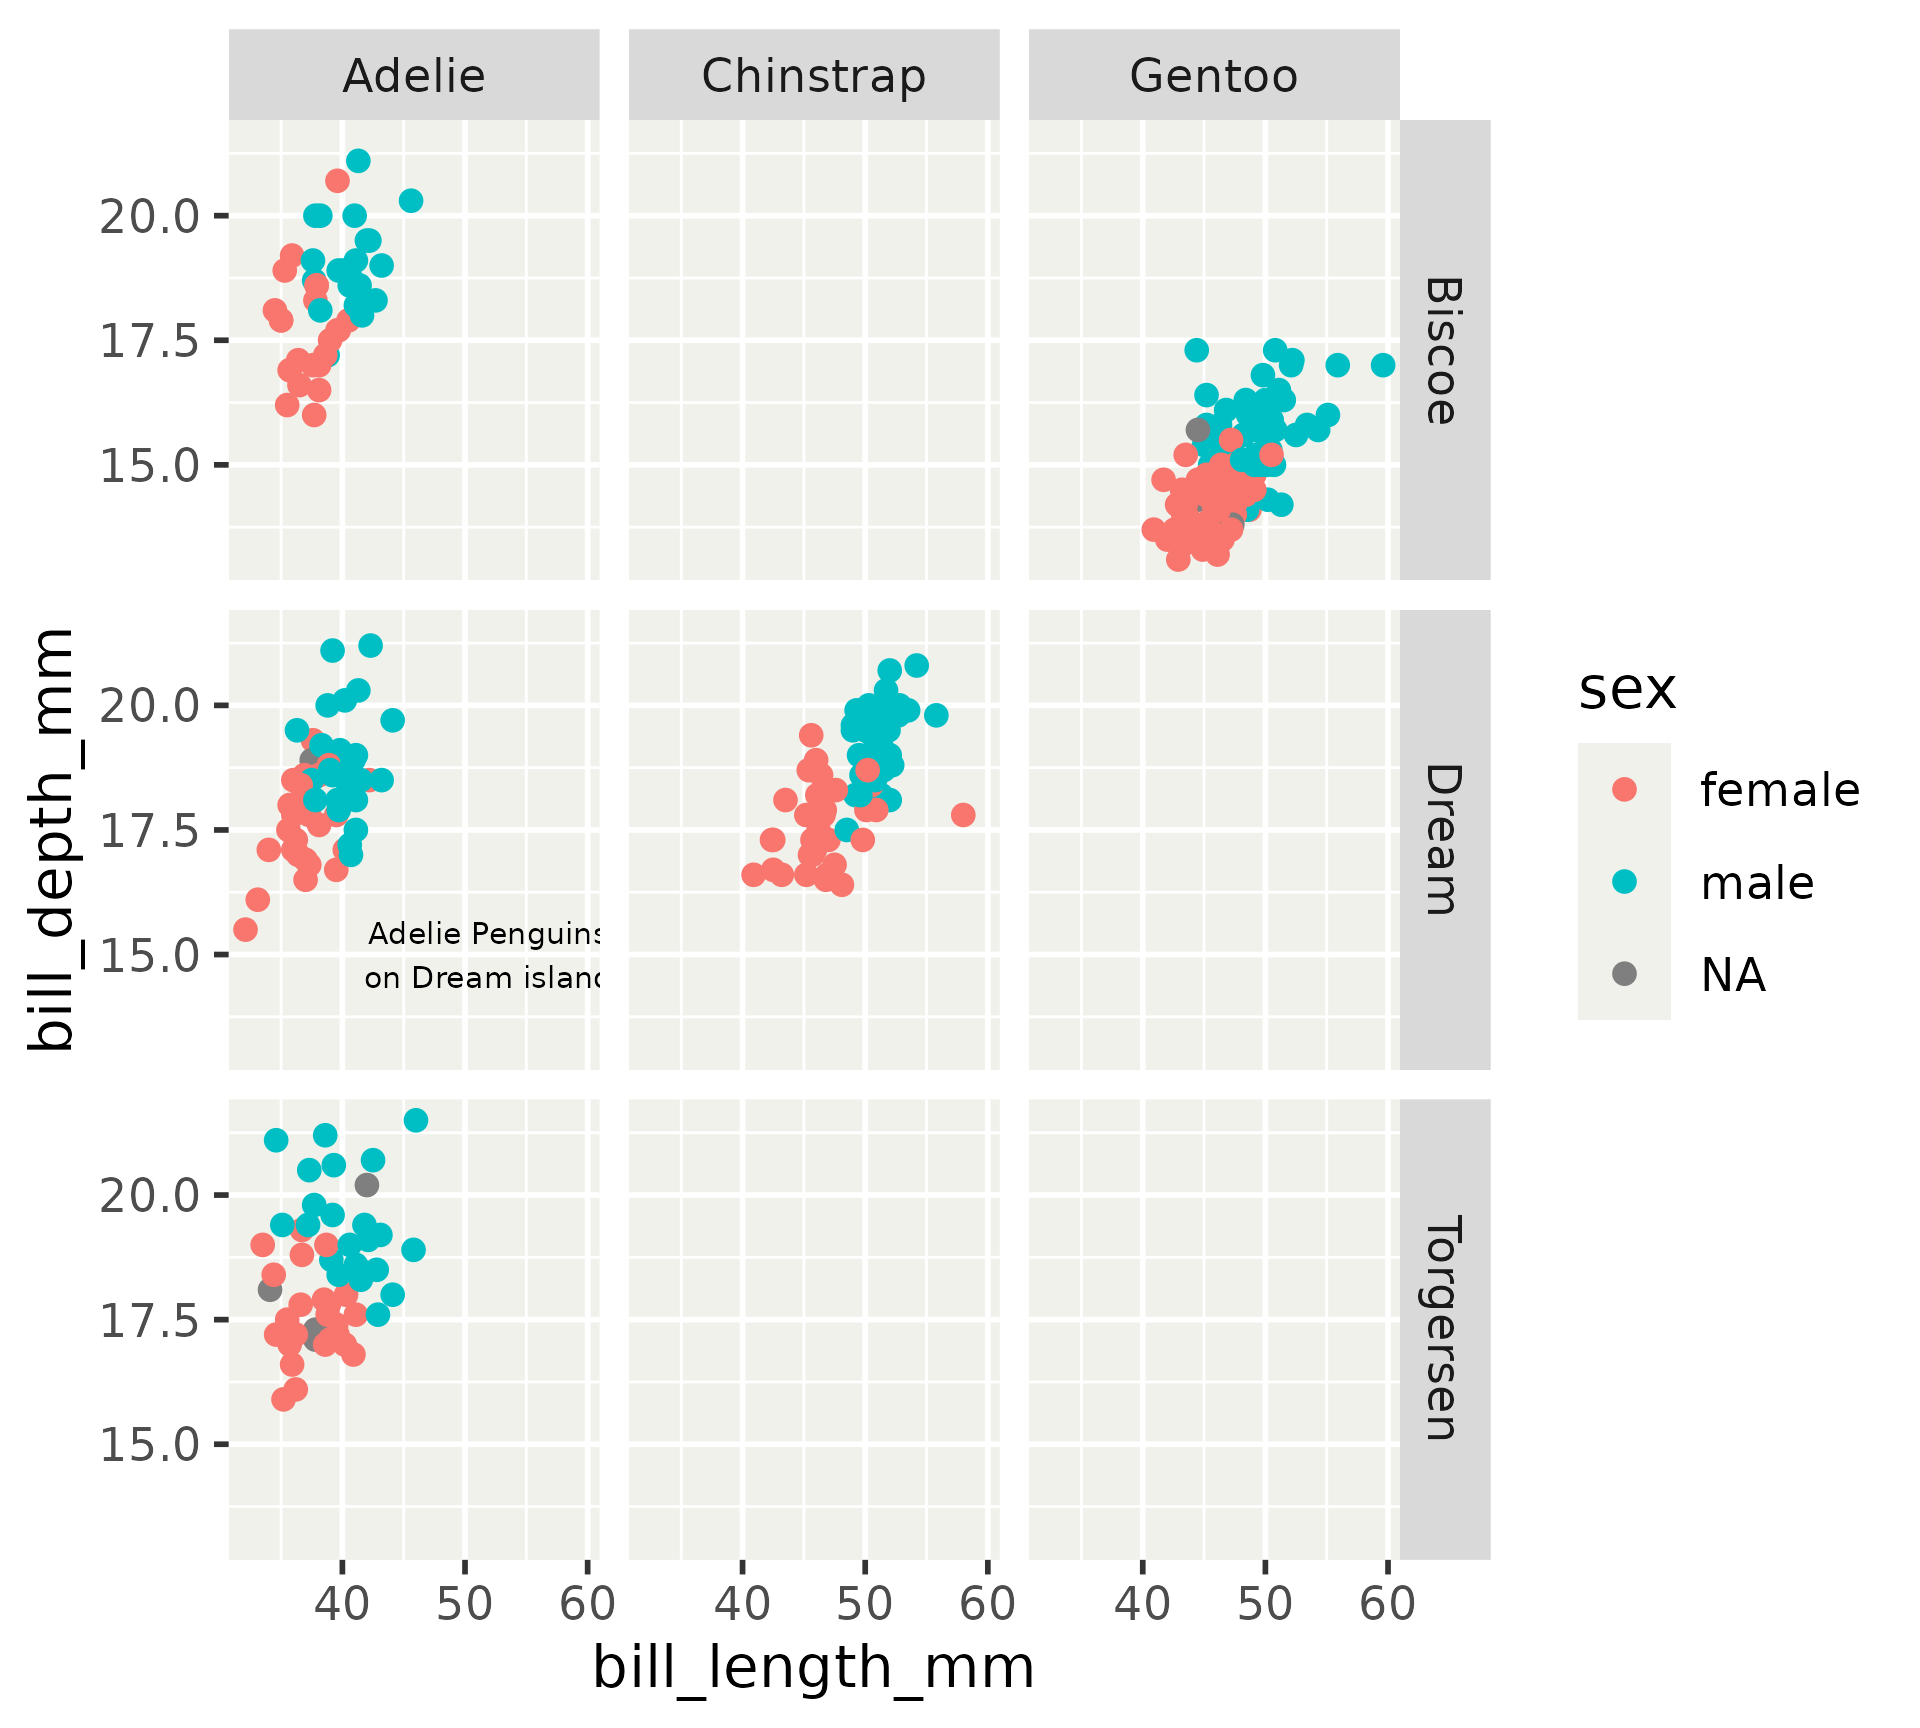 Adelie Chinstrap Gentoo
20.0
17.5
15.0
Biscoe
bill_depth_mm
20.0
17.5
15.0
Adelie Penguins
on Dream island
Dream
20.0
17.5
15.0
Torgersen
40 50 60 40 50 60 40 50 60
bill_length_mm
sex
female
male
NA